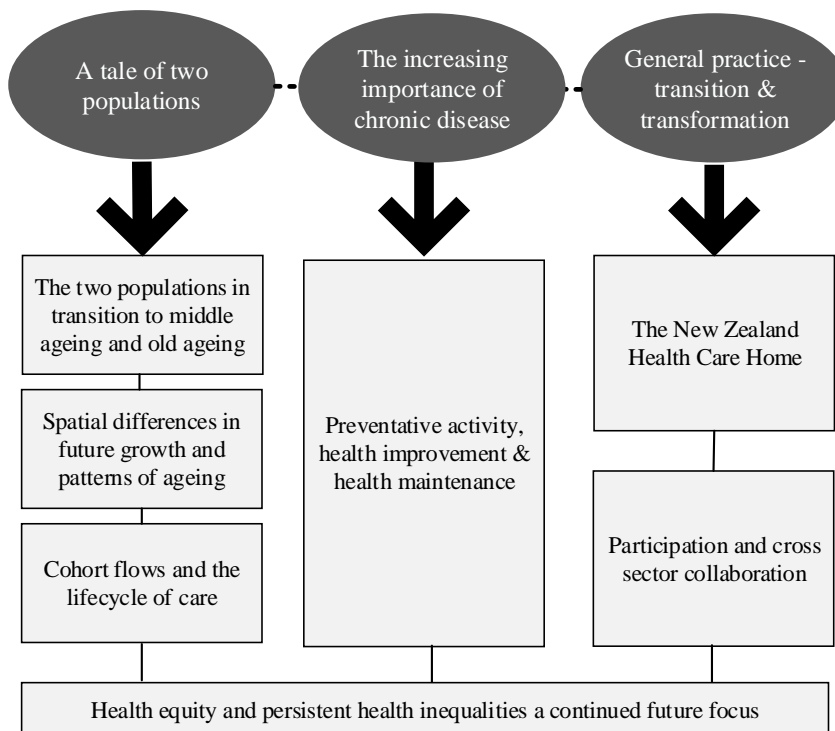 A tale of two
populations
The increasing
importance of
chronic disease
General practice -
transition &
transformation
The two populations in
transition to middle
ageing and old ageing
Spatial differences in
future growth and
patterns of ageing
Cohort flows and the
lifecycle of care
Preventative activity,
health improvement &
health maintenance
The New Zealand
Health Care Home
Participation and cross
sector collaboration
Health equity and persistent health inequalities a continued future focus